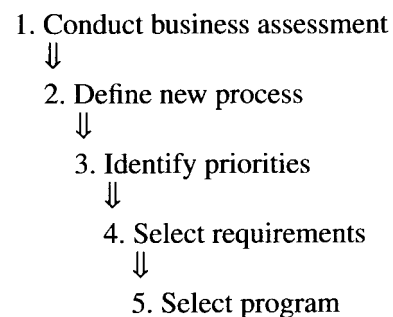 1. Conduct business assessment
⇓
2. Define new process
⇓
3. Identify priorities
⇓
4. Select requirements
⇓
5. Select program